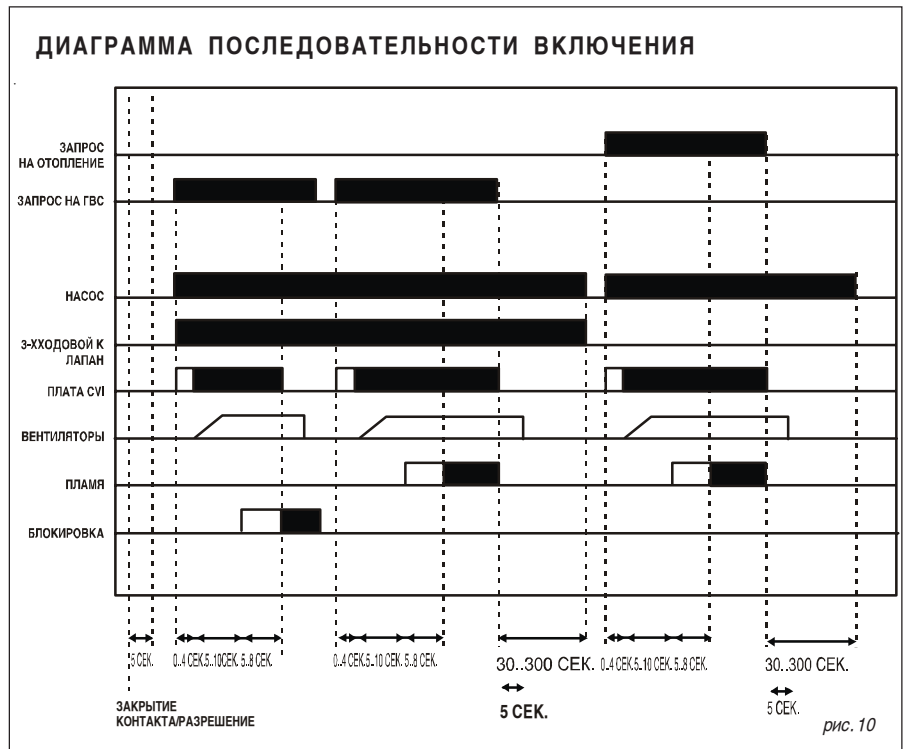 ДИАГРАММА ПОСЛЕДОВАТЕЛЬНОСТИ ВКЛЮЧЕНИЯ
ЗАПРОС
НА ОТОПЛЕНИЕ
ЗАПРОС НА ГВС
НАСОС
3-ХХОДОВОЙ К
ЛАПАН
ПЛАТА CVI
ВЕНТИЛЯТОРЫ
ПЛАМЯ
БЛОКИРОВКА
5 СЕК. 0..4 СЕК. 5..10СЕК. 5..8 СЕК. 0..4 СЕК. 5..10 СЕК. 5..8 СЕК. 30..300 СЕК. 0..4 СЕК. 5..10 СЕК. 5..8 СЕК. 30..300 СЕК.
5 СЕК. 5 СЕК.
ЗАКРЫТИЕ
КОНТАКТА/РАЗРЕШЕНИЕ
рис. 10